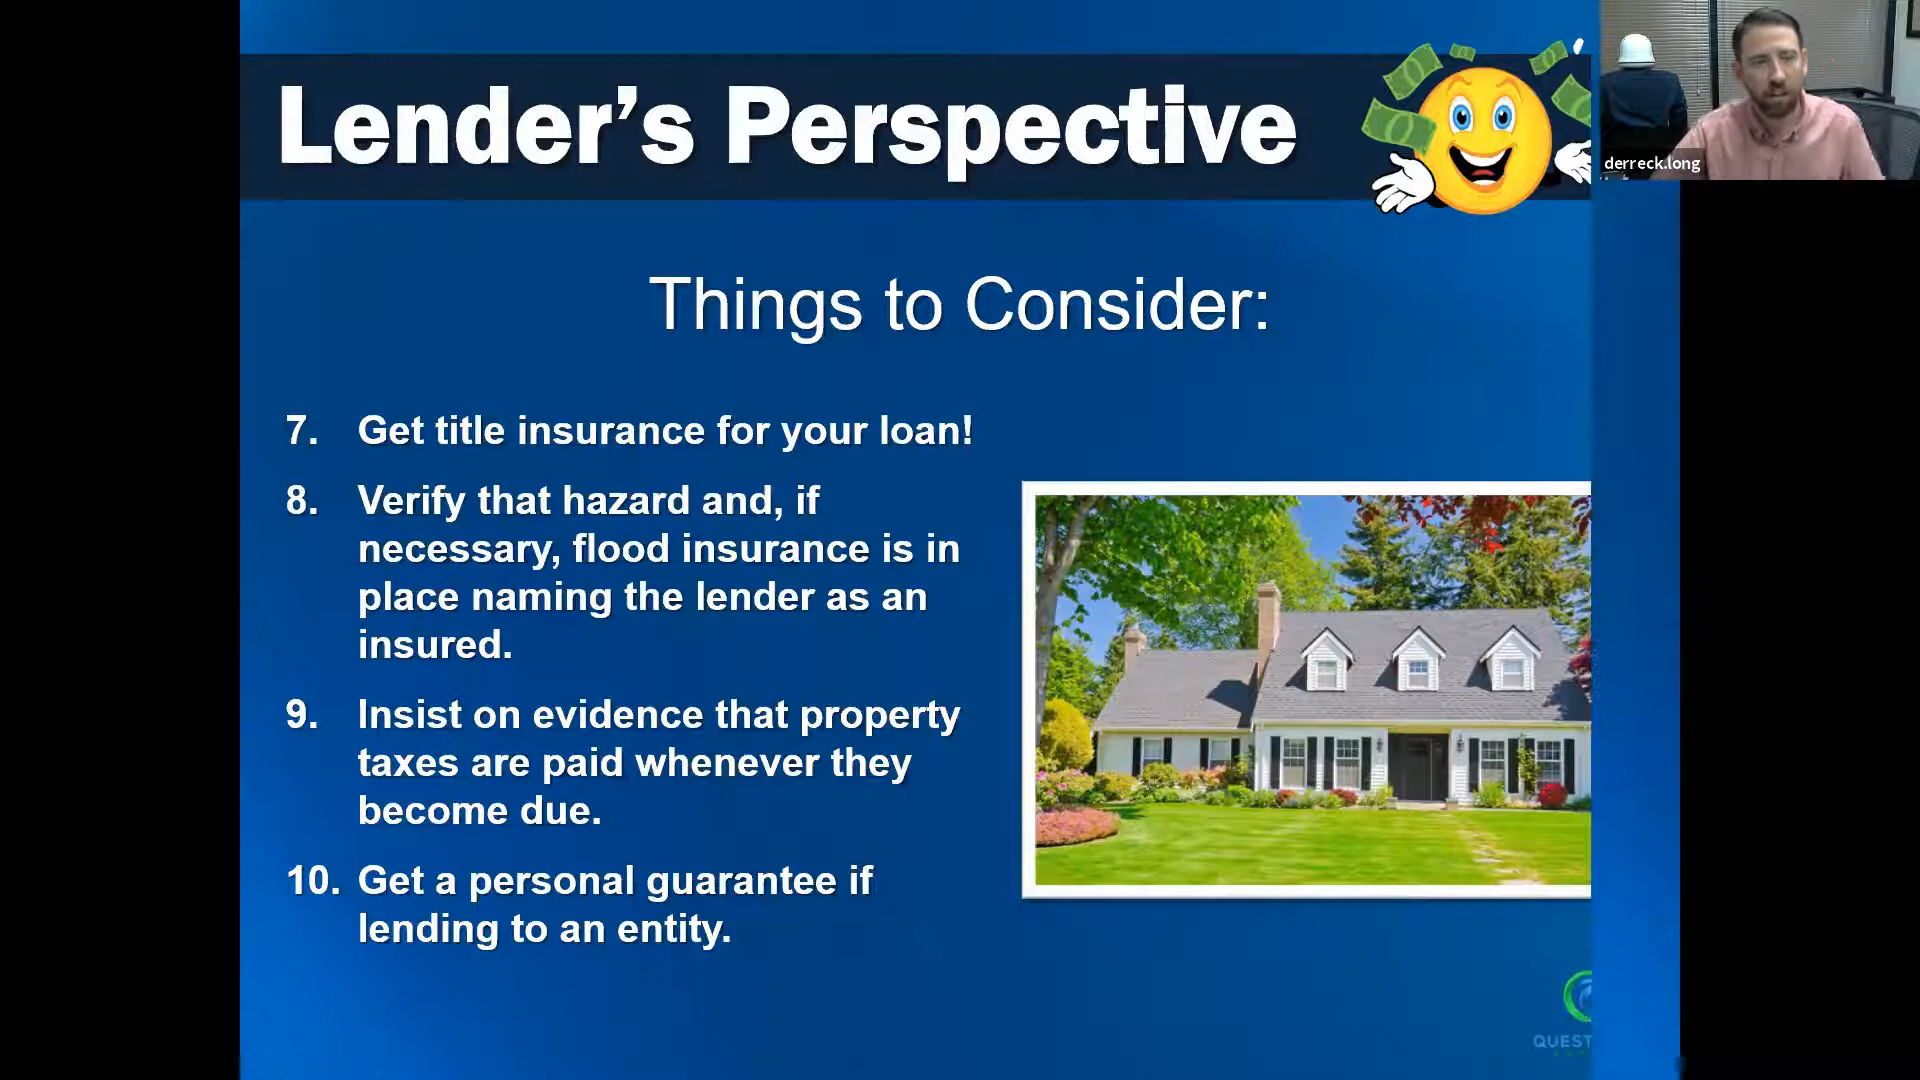 Lender’s Perspective
derreck.long
Things to Consider:
7. Get title insurance for your loan!
8. Verify that hazard and, if
necessary, flood insurance is in
place naming the lender as an
insured.
9. Insist on evidence that property
taxes are paid whenever they
become due.
10. Get a personal guarantee if
lending to an entity.
QUEST